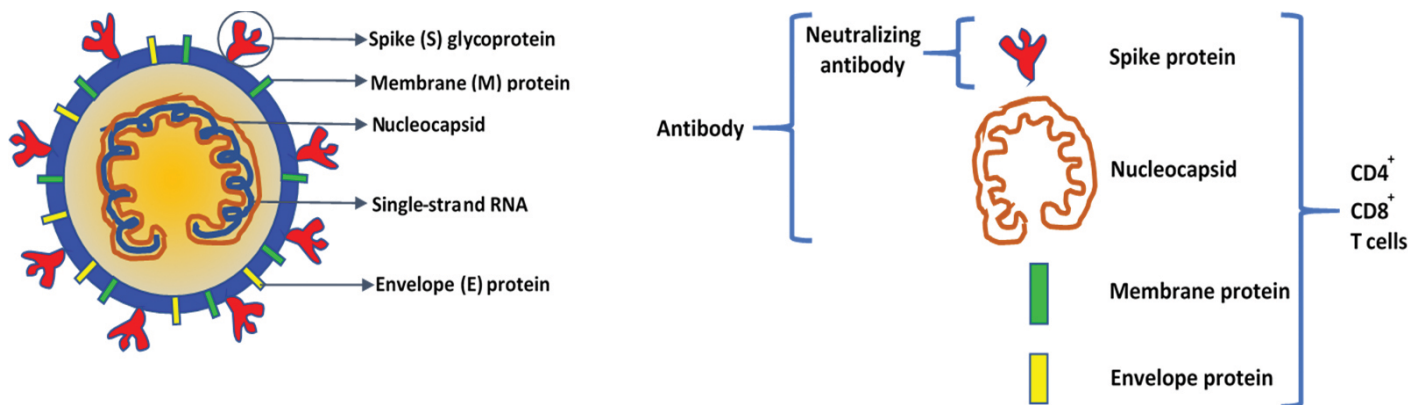 Spike (S) glycoprotein
Membrane (M) protein
Nucleocapsid
Single-strand RNA
Envelope (E) protein
Antibody
Neutralizing
antibody
Spike protein
Nucleocapsid
Membrane protein
Envelope protein
CD4+
CD8+
T cells